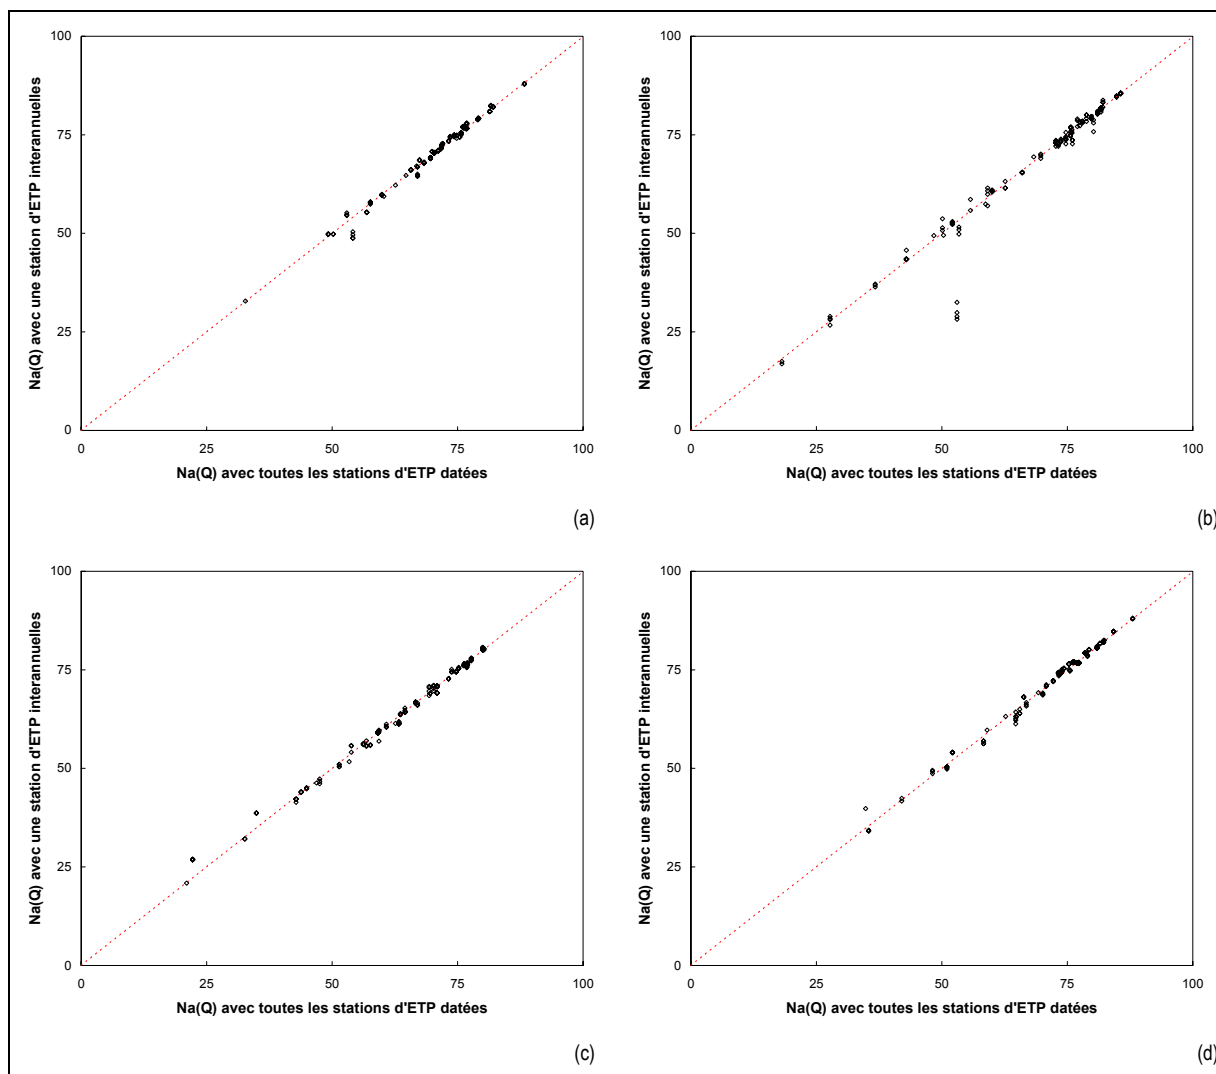 Na(Q) avec une station d'ETP interannuelles
100
75
50
25
0
0 25 50 75 100
Na(Q) avec toutes les stations d'ETP datées
(a)
Na(Q) avec une station d'ETP interannuelles
100
75
50
25
0
0 25 50 75 100
Na(Q) avec toutes les stations d'ETP datées
(b)
Na(Q) avec une station d'ETP interannuelles
100
75
50
25
0
0 25 50 75 100
Na(Q) avec toutes les stations d'ETP datées
(c)
Na(Q) avec une station d'ETP interannuelles
100
75
50
25
0
0 25 50 75 100
Na(Q) avec toutes les stations d'ETP datées
(d)